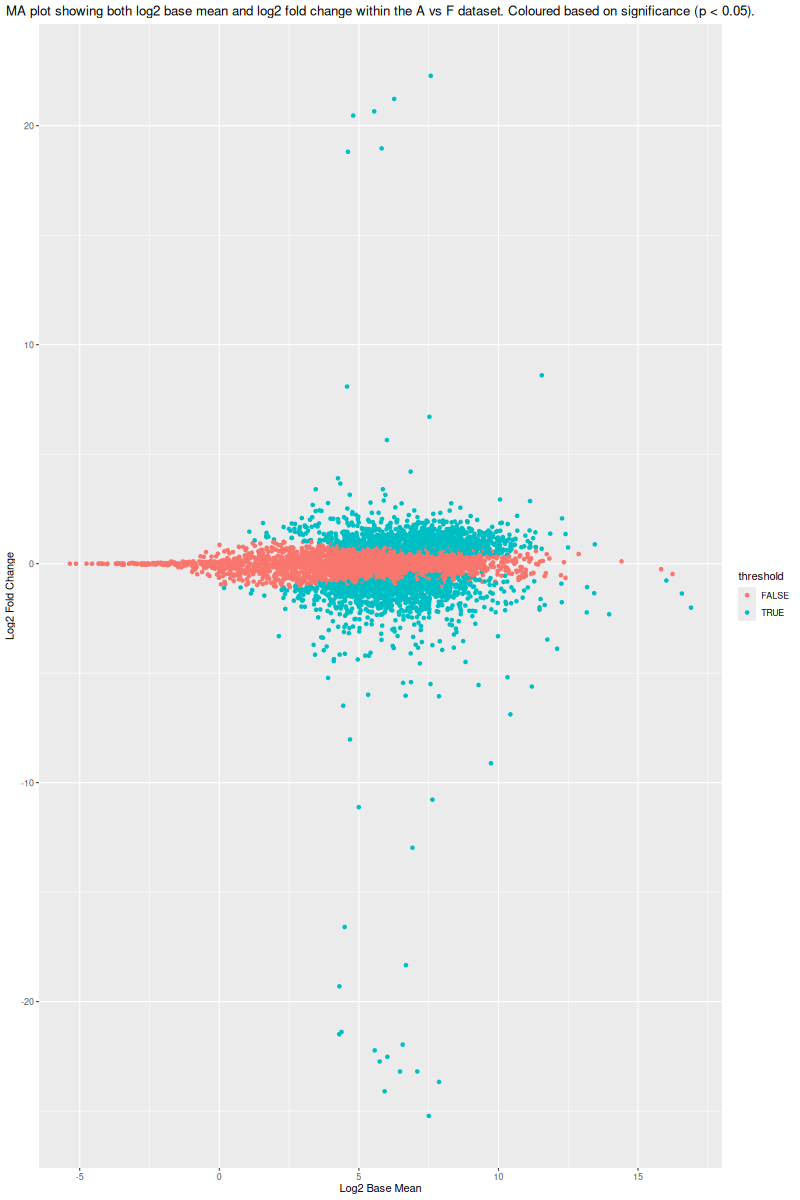 MA plot showing both log2 base mean and log2 fold change within the A vs F dataset. Coloured based on significance (p < 0.05).
20
10
0
-10
-20
Log2 Fold Change
-5
0
5
10
15
Log2 Base Mean
threshold
FALSE
TRUE